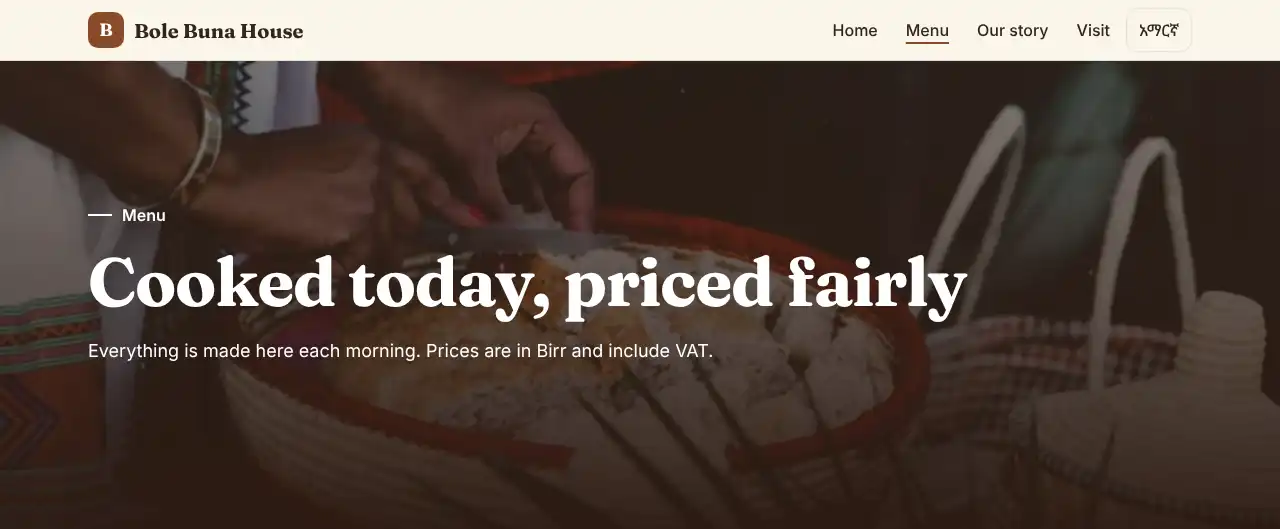 B
Bole Buna House
Home
Menu
Our story
Visit
አማርኛ
Menu
Cooked today, priced fairly
Everything is made here each morning. Prices are in Birr and include VAT.